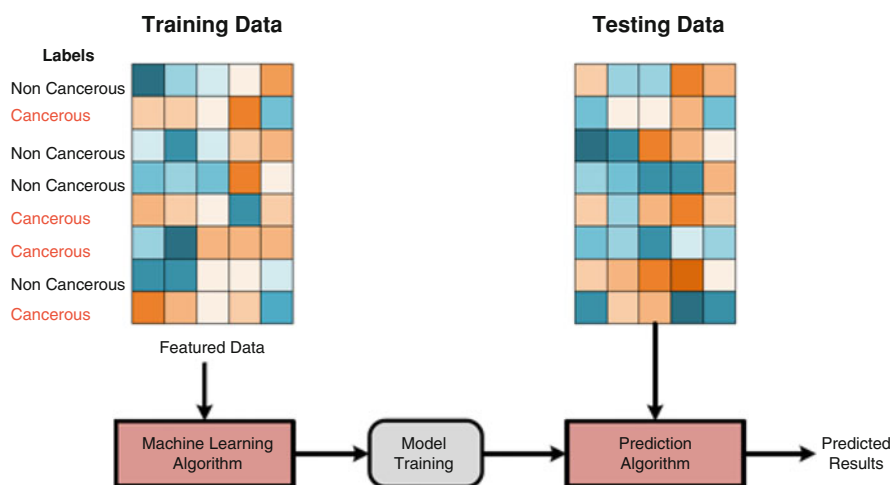 Training Data
Testing Data
Labels
Non Cancerous
Cancerous
Non Cancerous
Non Cancerous
Cancerous
Cancerous
Non Cancerous
Cancerous
Featured Data
Machine Learning
Algorithm
Model
Training
Prediction
Algorithm
Predicted
Results